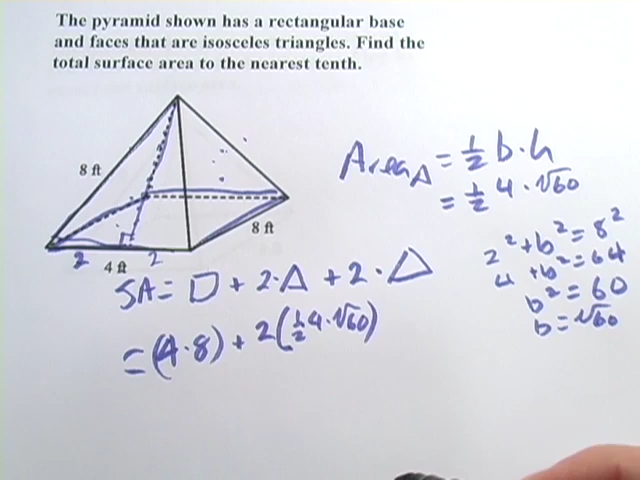 The pyramid shown has a rectangular base
and faces that are isosceles triangles. Find the
total surface area to the nearest tenth.
8 ft
8 ft
2 2
4 ft
Area△ = 1/2 b·h
= 1/2 4 · √60
2² + b² = 8²
4 + b² = 64
b² = 60
b = √60
SA = □ + 2·△ + 2·△
= (4·8) + 2(1/2 4·√60)